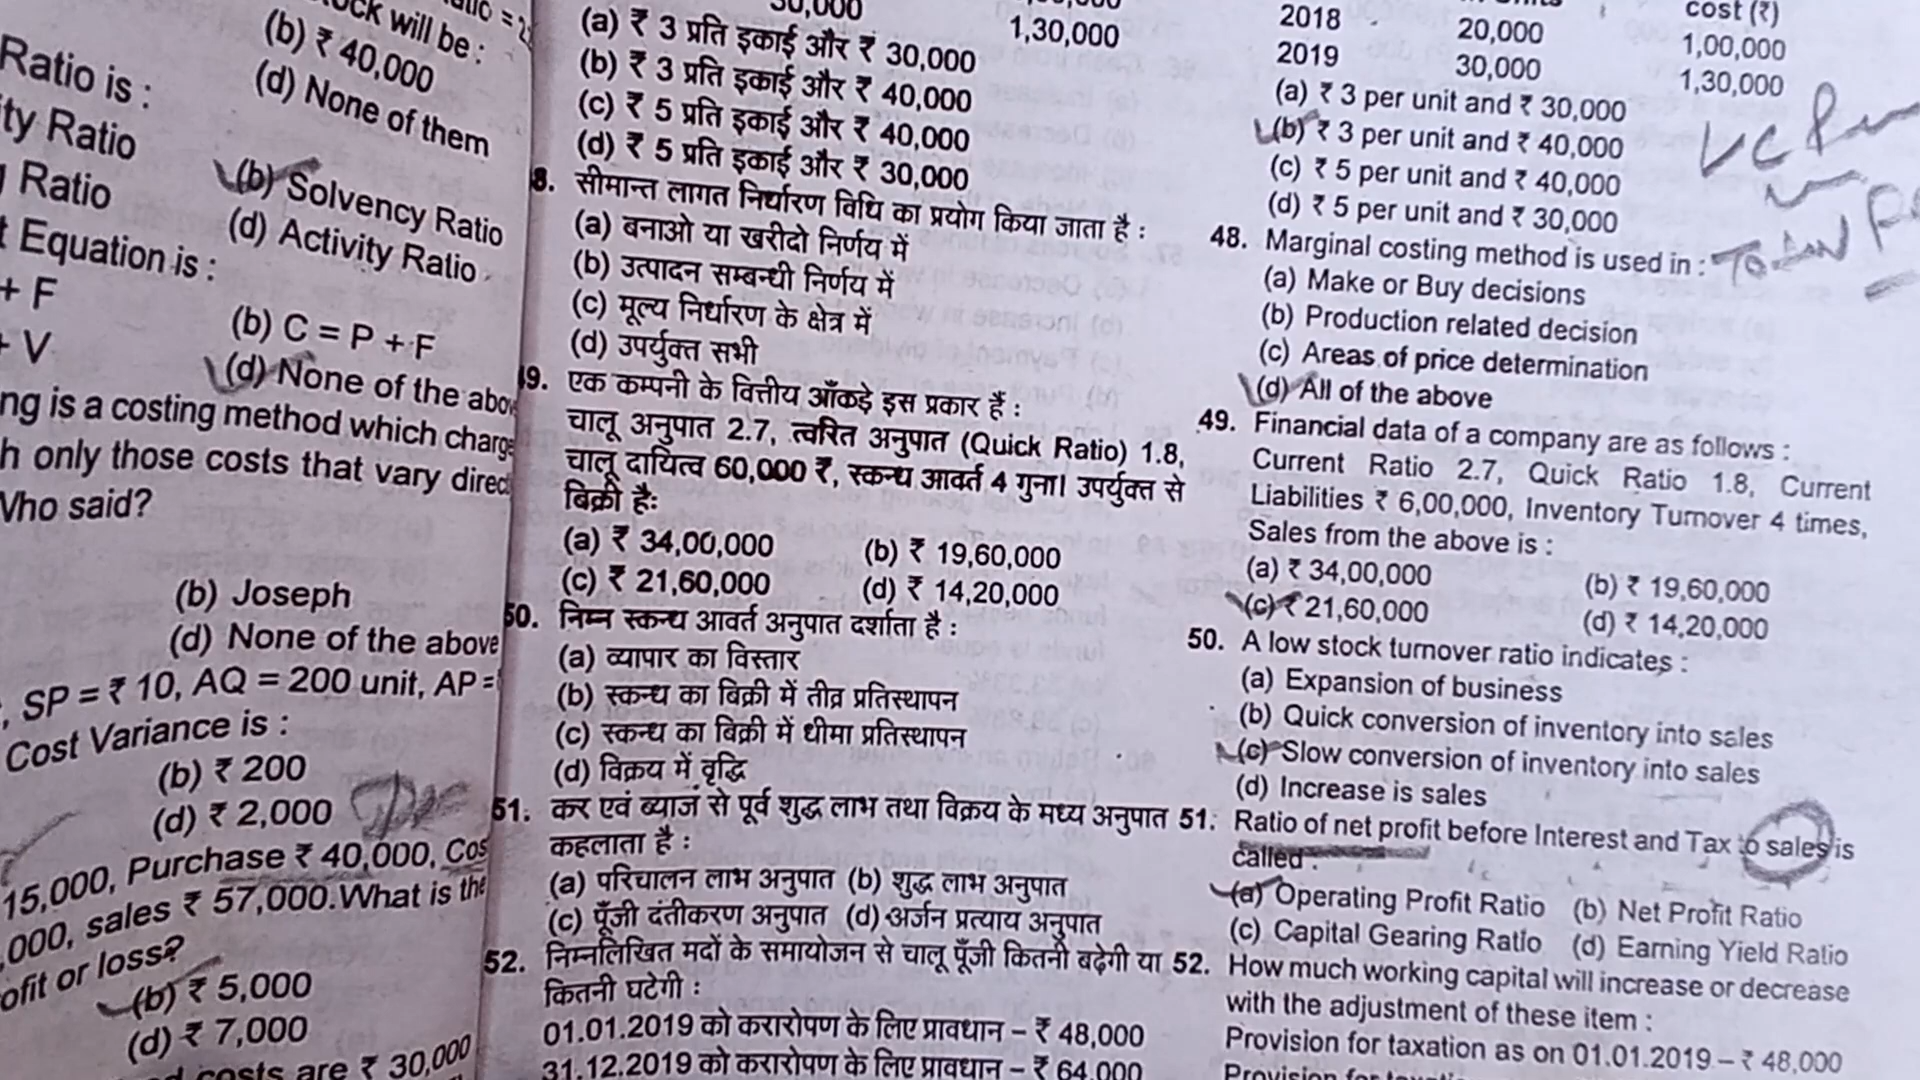 ock will be :
(b) ₹ 40,000
Ratio is :
(d) None of them
ity Ratio
(b) Solvency Ratio
Ratio
(d) Activity Ratio
t Equation is :
+ F
(b) C = P + F
+ V
(d) None of the abov
ng is a costing method which charge
h only those costs that vary direc
Who said?
(b) Joseph
(d) None of the above
, SP = ₹ 10, AQ = 200 unit, AP =
Cost Variance is :
(b) ₹ 200
(d) ₹ 2,000
15,000, Purchase ₹ 40,000, Cos
,000, sales ₹ 57,000.What is the
ofit or loss?
(b) ₹ 5,000
(d) ₹ 7,000
costs are ₹ 30,000
1,30,000
(a) ₹ 3 प्रति इकाई और ₹ 30,000
(b) ₹ 3 प्रति इकाई और ₹ 40,000
(c) ₹ 5 प्रति इकाई और ₹ 40,000
(d) ₹ 5 प्रति इकाई और ₹ 30,000
8. सीमान्त लागत निर्धारण विधि का प्रयोग किया जाता है :
(a) बनाओ या खरीदो निर्णय में
(b) उत्पादन सम्बन्धी निर्णय में
(c) मूल्य निर्धारण के क्षेत्र में
(d) उपर्युक्त सभी
49. एक कम्पनी के वित्तीय आँकड़े इस प्रकार हैं :
चालू अनुपात 2.7, त्वरित अनुपात (Quick Ratio) 1.8,
चालू दायित्व 60,000 ₹, स्कन्ध आवर्त 4 गुना। उपर्युक्त से
बिक्री हैः
(a) ₹ 34,00,000 (b) ₹ 19,60,000
(c) ₹ 21,60,000 (d) ₹ 14,20,000
50. निम्न स्कन्ध आवर्त अनुपात दर्शाता है :
(a) व्यापार का विस्तार
(b) स्कन्ध का बिक्री में तीव्र प्रतिस्थापन
(c) स्कन्ध का बिक्री में धीमा प्रतिस्थापन
(d) विक्रय में वृद्धि
51. कर एवं ब्याज से पूर्व शुद्ध लाभ तथा विक्रय के मध्य अनुपात
कहलाता है :
(a) परिचालन लाभ अनुपात (b) शुद्ध लाभ अनुपात
(c) पूँजी दंतीकरण अनुपात (d) अर्जन प्रत्याय अनुपात
52. निम्नलिखित मदों के समायोजन से चालू पूँजी कितनी बढ़ेगी या
कितनी घटेगी :
01.01.2019 को करारोपण के लिए प्रावधान – ₹ 48,000
31.12.2019 को करारोपण के लिए प्रावधान – ₹ 64,000
cost (₹)
2018 20,000 1,00,000
2019 30,000 1,30,000
(a) ₹ 3 per unit and ₹ 30,000
(b) ₹ 3 per unit and ₹ 40,000
(c) ₹ 5 per unit and ₹ 40,000
(d) ₹ 5 per unit and ₹ 30,000
48. Marginal costing method is used in :
(a) Make or Buy decisions
(b) Production related decision
(c) Areas of price determination
(d) All of the above
49. Financial data of a company are as follows :
Current Ratio 2.7, Quick Ratio 1.8, Current
Liabilities ₹ 6,00,000, Inventory Turnover 4 times,
Sales from the above is :
(a) ₹ 34,00,000 (b) ₹ 19,60,000
(c) ₹ 21,60,000 (d) ₹ 14,20,000
50. A low stock turnover ratio indicates :
(a) Expansion of business
(b) Quick conversion of inventory into sales
(c) Slow conversion of inventory into sales
(d) Increase is sales
51. Ratio of net profit before Interest and Tax to sales is
called :
(a) Operating Profit Ratio (b) Net Profit Ratio
(c) Capital Gearing Ratio (d) Earning Yield Ratio
52. How much working capital will increase or decrease
with the adjustment of these item :
Provision for taxation as on 01.01.2019 – ₹ 48,000